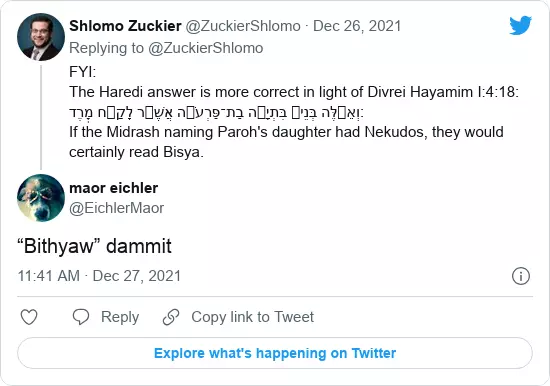 Shlomo Zuckier @ZuckierShlomo · Dec 26, 2021
Replying to @ZuckierShlomo
FYI:
The Haredi answer is more correct in light of Divrei Hayamim I:4:18:
וְאֵ□לֶּה בְּנֵי□ בִּתְיָ□ה בַת־פַּרְעֹ□ה אֲשֶׁ□ר לָקַ□ח מָרֶד:
If the Midrash naming Paroh's daughter had Nekudos, they would
certainly read Bisya.
maor eichler
@EichlerMaor
“Bithyaw” dammit
11:41 AM · Dec 27, 2021
Reply Copy link to Tweet
Explore what's happening on Twitter